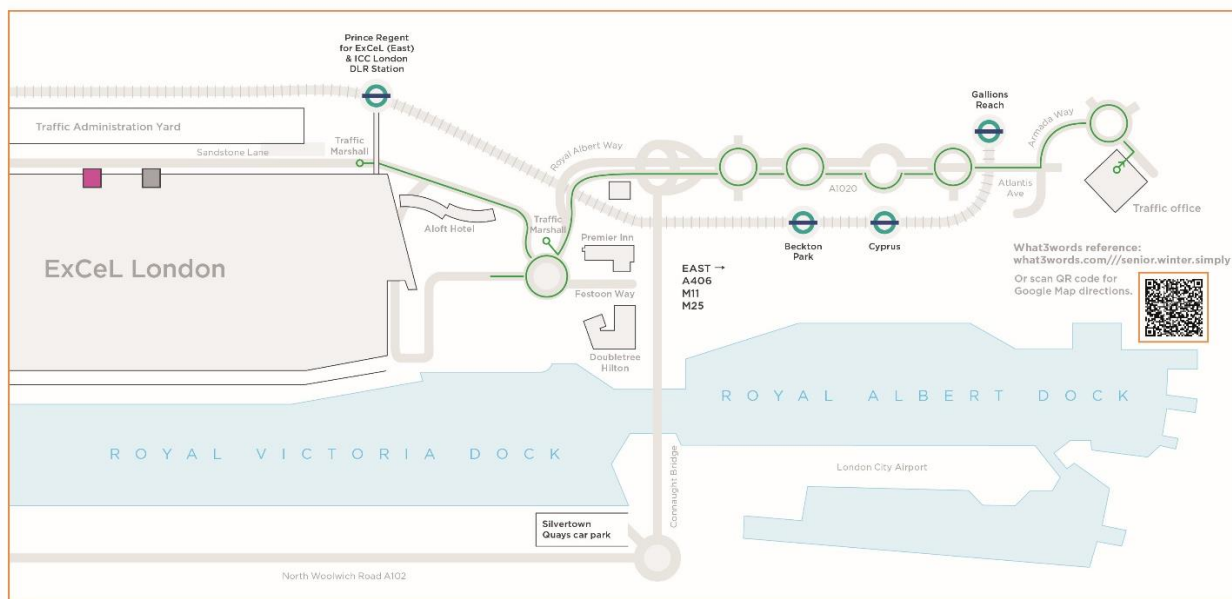 Prince Regent
for ExCeL (East)
& ICC London
DLR Station
Gallions
Reach
Traffic Administration Yard
Traffic
Marshall
Sandstone Lane
Royal Albert Way
Armada Way
A1020
Atlantis
Ave
Traffic office
Aloft Hotel
Traffic
Marshall
Premier Inn
Beckton
Park
Cyprus
ExCeL London
EAST →
A406
M11
M25
What3words reference:
what3words.com///senior.winter.simply
Or scan QR code for
Google Map directions.
Festoon Way
Doubletree
Hilton
ROYAL ALBERT DOCK
ROYAL VICTORIA DOCK
Connaught Bridge
London City Airport
Silvertown
Quays car park
North Woolwich Road A102